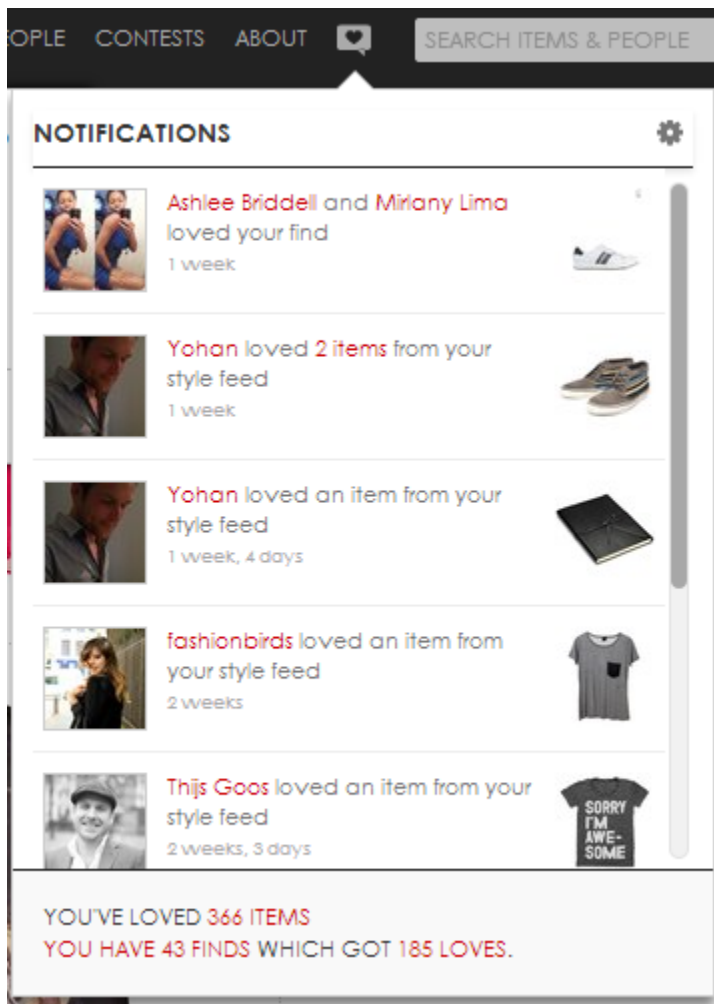 EOPLE CONTESTS ABOUT SEARCH ITEMS & PEOPLE
NOTIFICATIONS
Ashlee Briddell and Mirlany Lima
loved your find
1 week
Yohan loved 2 items from your
style feed
1 week
Yohan loved an item from your
style feed
1 week, 4 days
fashionbirds loved an item from
your style feed
2 weeks
Thijs Goos loved an item from your
style feed
2 weeks, 3 days
SORRY
I'M
AWE-
SOME
YOU'VE LOVED 366 ITEMS
YOU HAVE 43 FINDS WHICH GOT 185 LOVES.